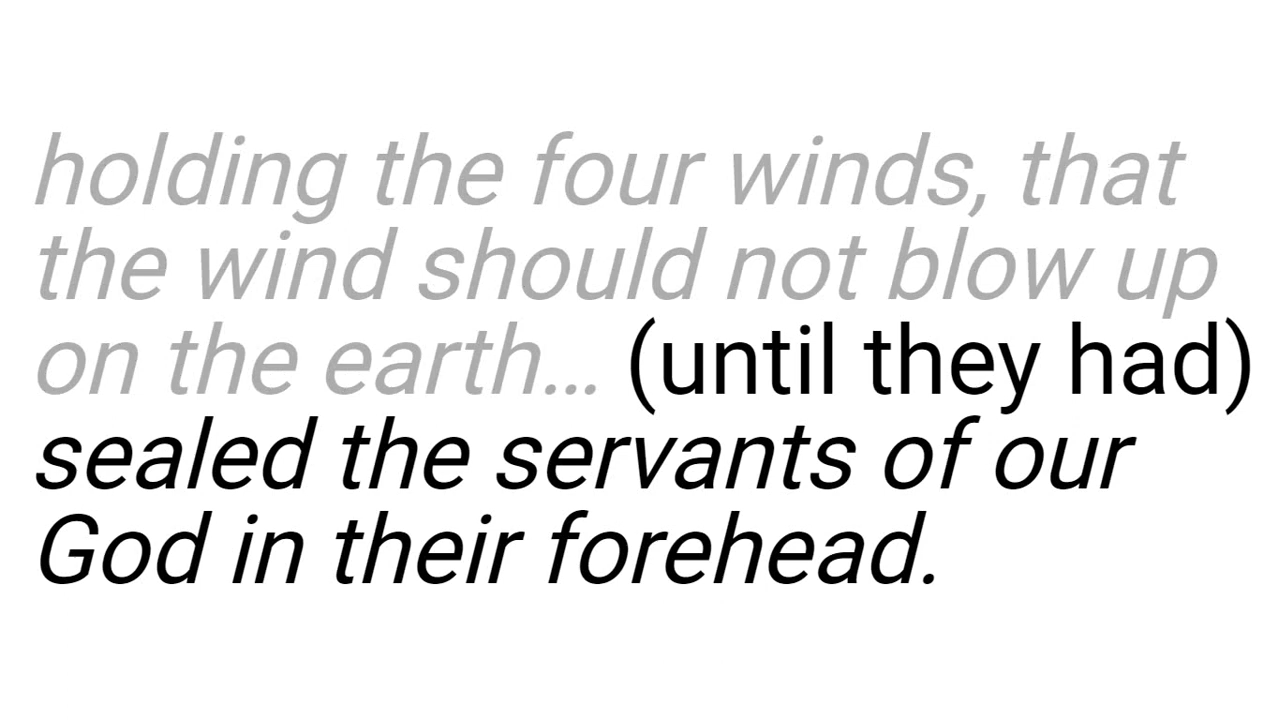 holding the four winds, that
the wind should not blow up
on the earth... (until they had)
sealed the servants of our
God in their forehead.